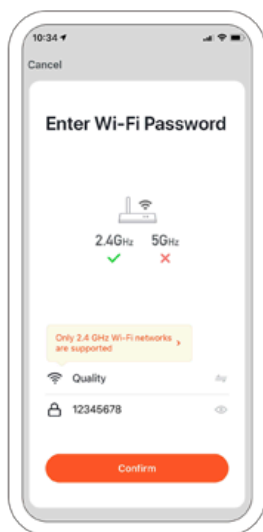 10:34
Cancel
Enter Wi-Fi Password
2.4GHz 5GHz
Only 2.4 GHz Wi-Fi networks
are supported
Quality
12345678
Confirm